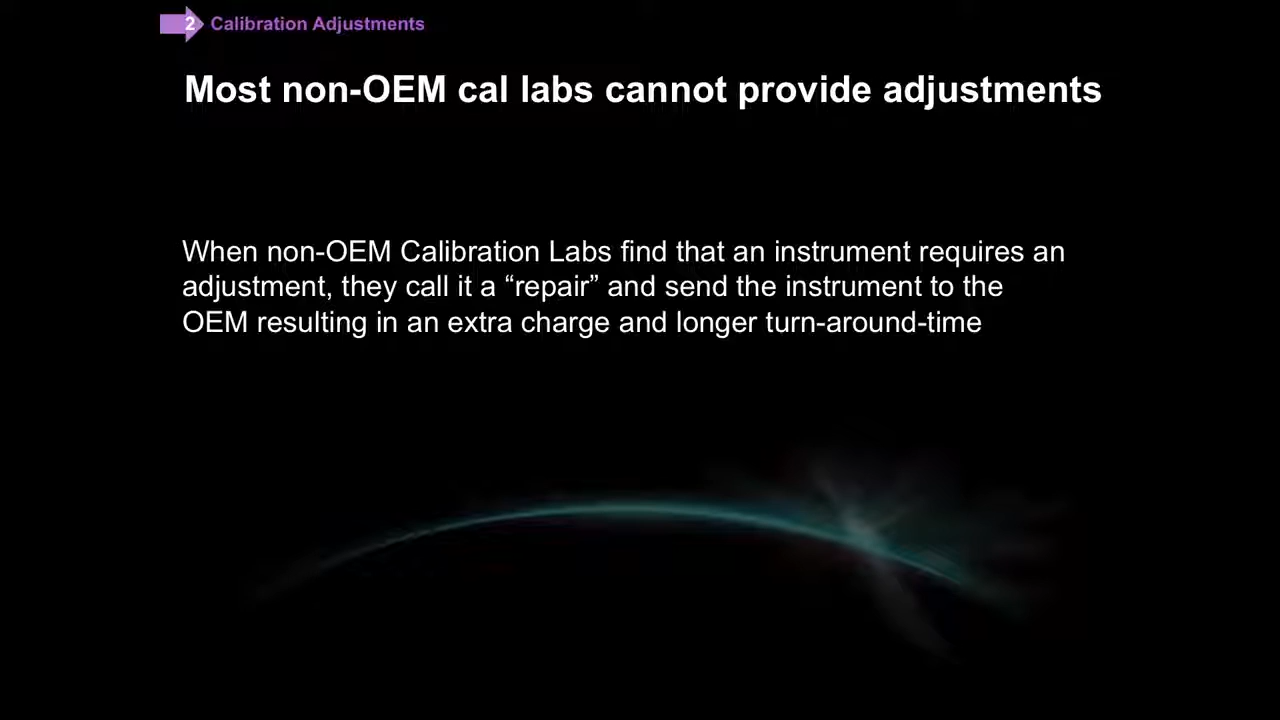 2 Calibration Adjustments
Most non-OEM cal labs cannot provide adjustments
When non-OEM Calibration Labs find that an instrument requires an
adjustment, they call it a “repair” and send the instrument to the
OEM resulting in an extra charge and longer turn-around-time